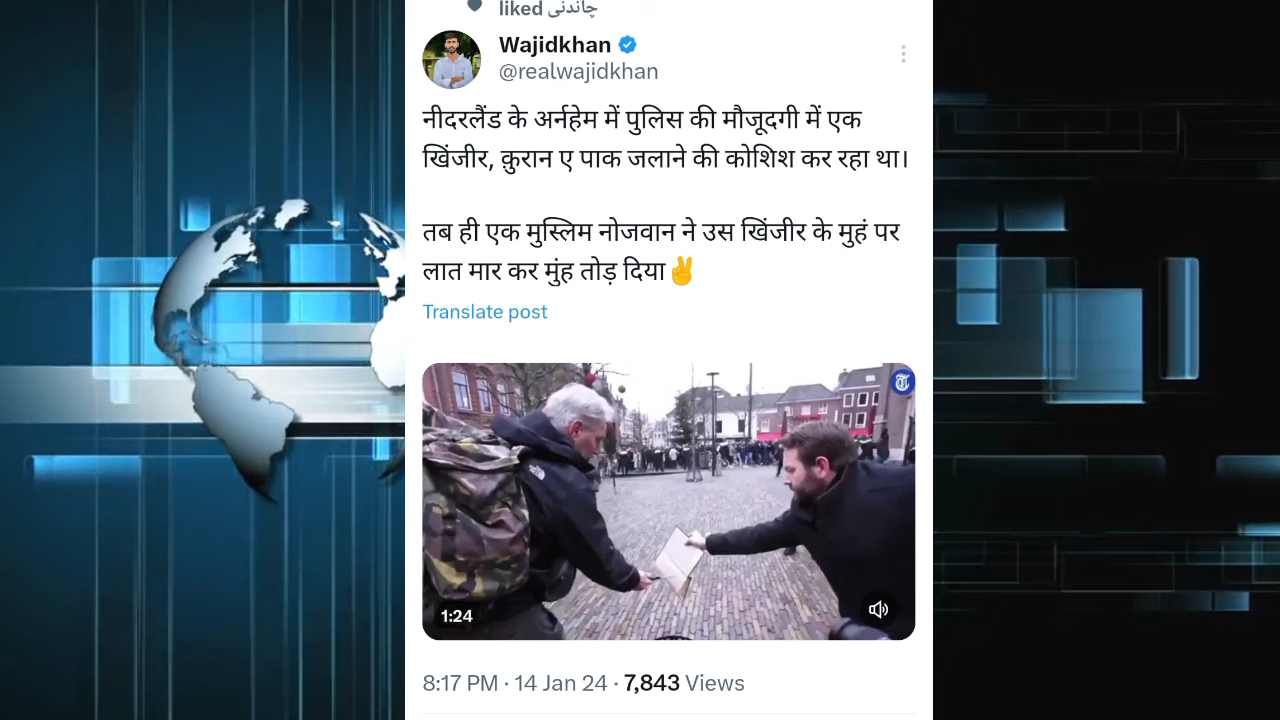 liked چاندنی
Wajidkhan
@realwajidkhan
नीदरलैंड के अर्नहेम में पुलिस की मौजूदगी में एक
खिंजीर, क़ुरान ए पाक जलाने की कोशिश कर रहा था।
तब ही एक मुस्लिम नोजवान ने उस खिंजीर के मुहं पर
लात मार कर मुंह तोड़ दिया✌️
Translate post
1:24
8:17 PM · 14 Jan 24 · 7,843 Views